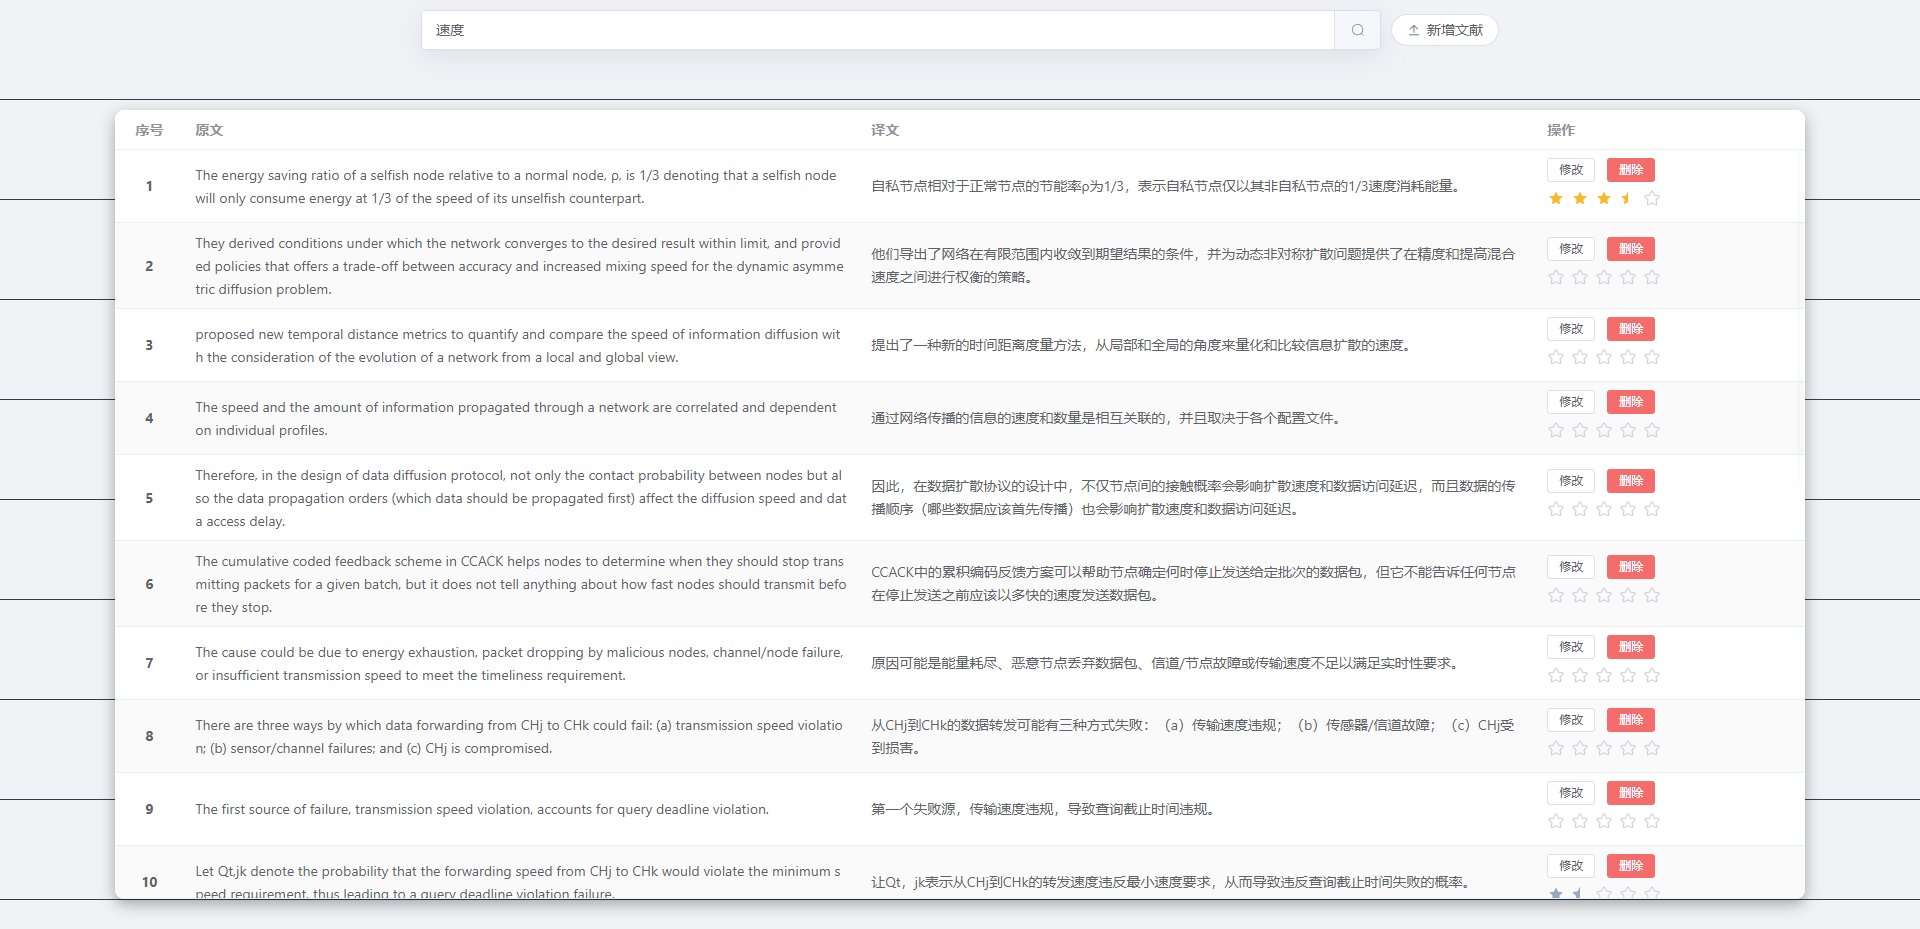 速度
新增文献
序号 原文 译文 操作
1
The energy saving ratio of a selfish node relative to a normal node, ρ, is 1/3 denoting that a selfish node
will only consume energy at 1/3 of the speed of its unselfish counterpart.
自私节点相对于正常节点的节能率ρ为1/3，表示自私节点仅以其非自私节点的1/3速度消耗能量。
修改 删除
2
They derived conditions under which the network converges to the desired result within limit, and provid
ed policies that offers a trade-off between accuracy and increased mixing speed for the dynamic asymme
tric diffusion problem.
他们导出了网络在有限范围内收敛到期望结果的条件，并为动态非对称扩散问题提供了在精度和提高混合
速度之间进行权衡的策略。
修改 删除
3
proposed new temporal distance metrics to quantify and compare the speed of information diffusion wit
h the consideration of the evolution of a network from a local and global view.
提出了一种新的时间距离度量方法，从局部和全局的角度来量化和比较信息扩散的速度。
修改 删除
4
The speed and the amount of information propagated through a network are correlated and dependent
on individual profiles.
通过网络传播的信息的速度和数量是相互关联的，并且取决于各个配置文件。
修改 删除
5
Therefore, in the design of data diffusion protocol, not only the contact probability between nodes but al
so the data propagation orders (which data should be propagated first) affect the diffusion speed and dat
a access delay.
因此，在数据扩散协议的设计中，不仅节点间的接触概率会影响扩散速度和数据访问延迟，而且数据的传
播顺序（哪些数据应该首先传播）也会影响扩散速度和数据访问延迟。
修改 删除
6
The cumulative coded feedback scheme in CCACK helps nodes to determine when they should stop trans
mitting packets for a given batch, but it does not tell anything about how fast nodes should transmit befo
re they stop.
CCACK中的累积编码反馈方案可以帮助节点确定何时停止发送给定批次的数据包，但它不能告诉任何节点
在停止发送之前应该以多快的速度发送数据包。
修改 删除
7
The cause could be due to energy exhaustion, packet dropping by malicious nodes, channel/node failure,
or insufficient transmission speed to meet the timeliness requirement.
原因可能是能量耗尽、恶意节点丢弃数据包、信道/节点故障或传输速度不足以满足实时性要求。
修改 删除
8
There are three ways by which data forwarding from CHj to CHk could fail: (a) transmission speed violatio
n; (b) sensor/channel failures; and (c) CHj is compromised.
从CHj到CHk的数据转发可能有三种方式失败：（a）传输速度违规；（b）传感器/信道故障；（c）CHj受
到损害。
修改 删除
9
The first source of failure, transmission speed violation, accounts for query deadline violation.
第一个失败源，传输速度违规，导致查询截止时间违规。
修改 删除
10
Let Qt,jk denote the probability that the forwarding speed from CHj to CHk would violate the minimum s
peed requirement, thus leading to a query deadline violation failure.
让Qt，jk表示从CHj到CHk的转发速度违反最小速度要求，从而导致违反查询截止时间失败的概率。
修改 删除